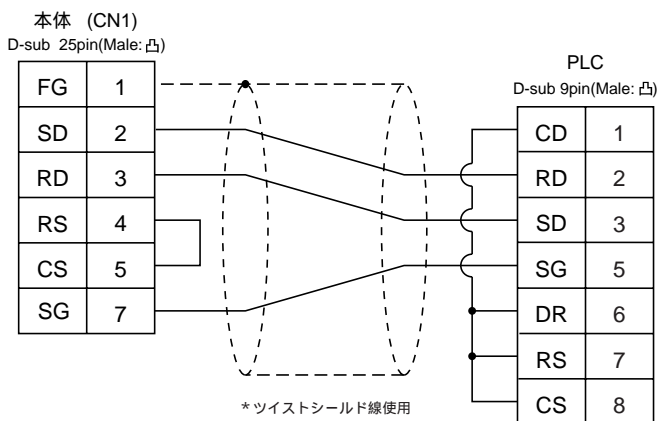 本体 (CN1)
D-sub 25pin(Male: 凸)
FG 1
SD 2
RD 3
RS 4
CS 5
SG 7
PLC
D-sub 9pin(Male: 凸)
CD 1
RD 2
SD 3
SG 5
DR 6
RS 7
CS 8
*ツイストシールド線使用